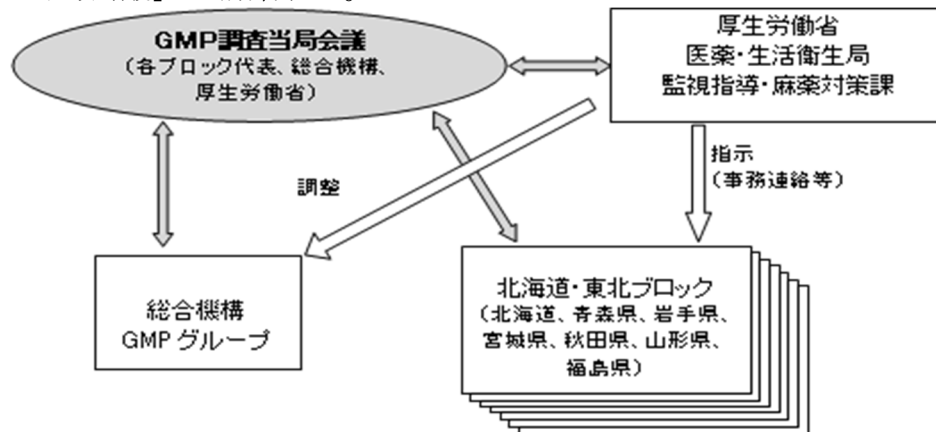 GMP調査当局会議
（各ブロック代表、総合機構、
厚生労働省）
厚生労働省
医薬・生活衛生局
監視指導・麻薬対策課
調整
指示
（事務連絡等）
総合機構
GMP グループ
北海道・東北ブロック
（北海道、青森県、岩手県、
宮城県、秋田県、山形県、
福島県）